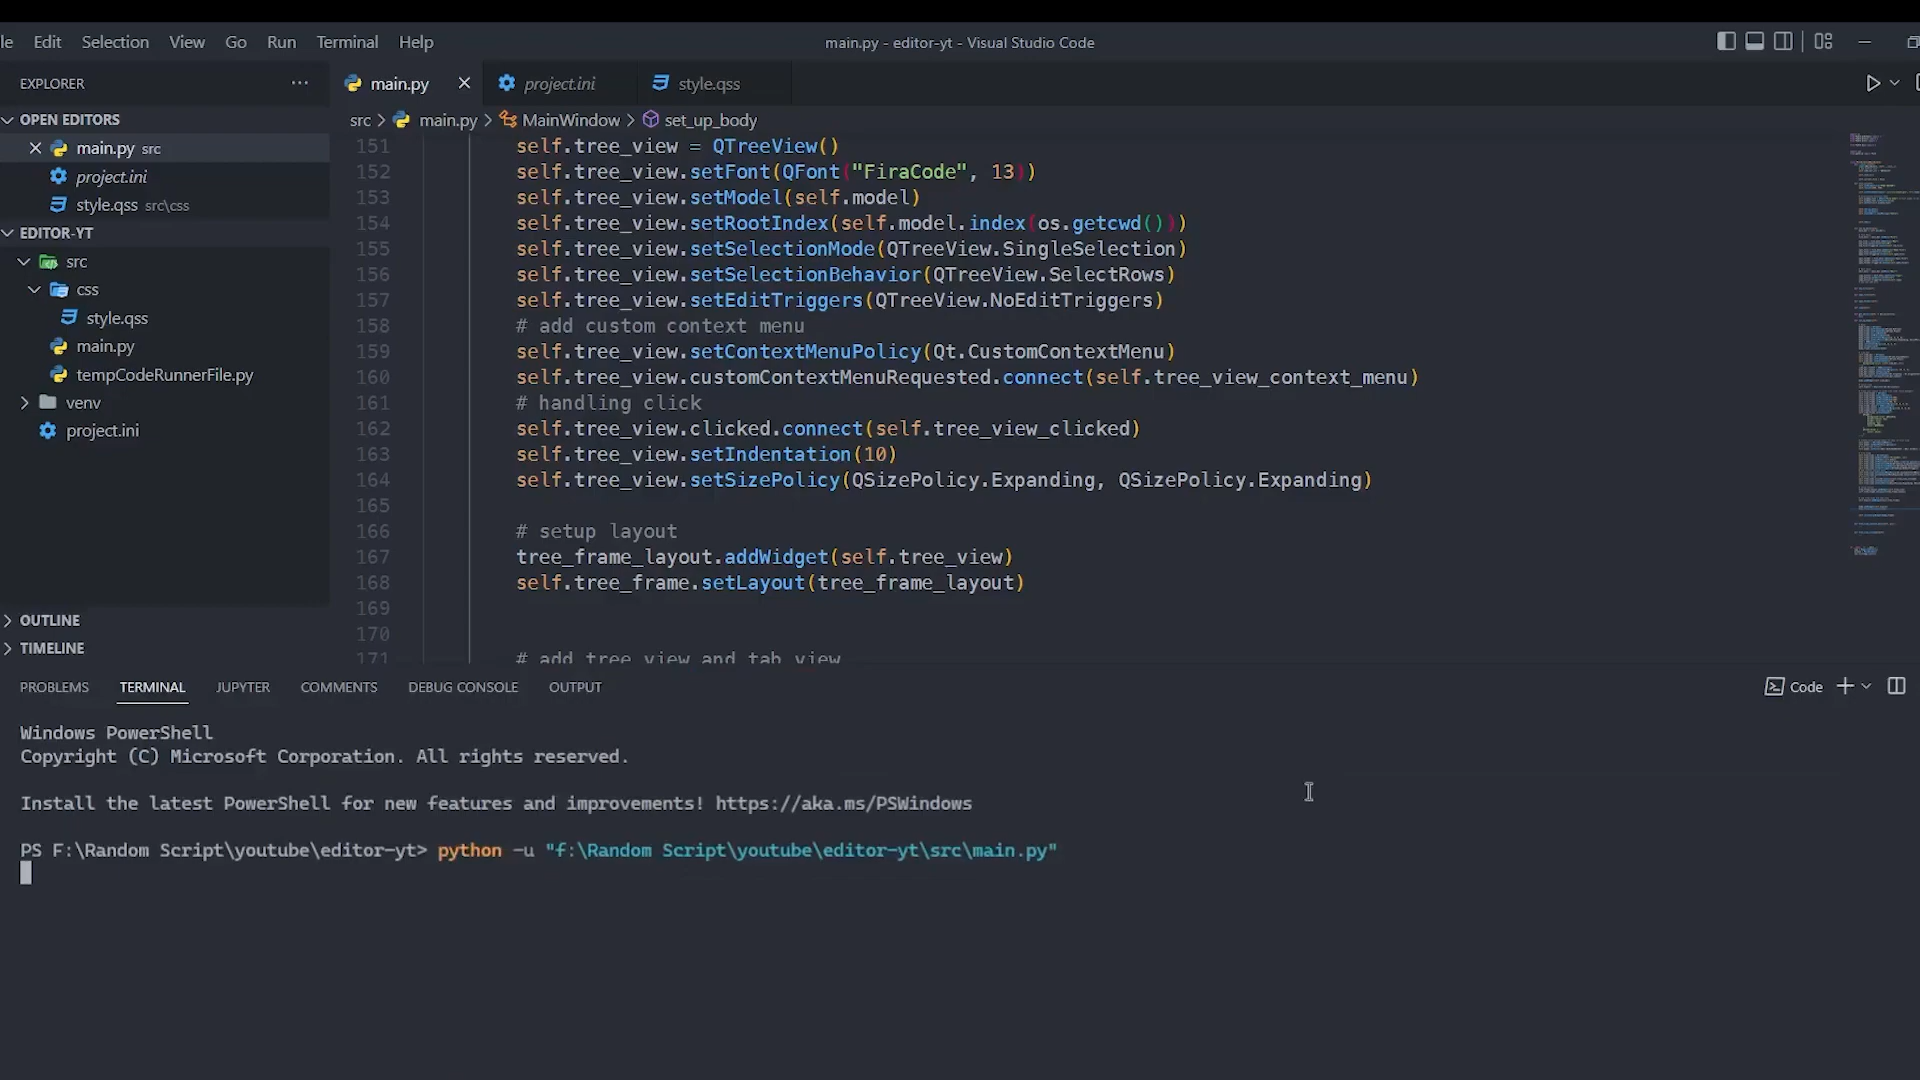 le Edit Selection View Go Run Terminal Help
main.py - editor-yt - Visual Studio Code
EXPLORER
OPEN EDITORS
main.py src
project.ini
style.qss src\css
EDITOR-YT
src
css
style.qss
main.py
tempCodeRunnerFile.py
venv
project.ini
OUTLINE
TIMELINE
main.py
project.ini
style.qss
src > main.py > MainWindow > set_up_body
151 self.tree_view = QTreeView()
152 self.tree_view.setFont(QFont("FiraCode", 13))
153 self.tree_view.setModel(self.model)
154 self.tree_view.setRootIndex(self.model.index(os.getcwd()))
155 self.tree_view.setSelectionMode(QTreeView.SingleSelection)
156 self.tree_view.setSelectionBehavior(QTreeView.SelectRows)
157 self.tree_view.setEditTriggers(QTreeView.NoEditTriggers)
158 # add custom context menu
159 self.tree_view.setContextMenuPolicy(Qt.CustomContextMenu)
160 self.tree_view.customContextMenuRequested.connect(self.tree_view_context_menu)
161 # handling click
162 self.tree_view.clicked.connect(self.tree_view_clicked)
163 self.tree_view.setIndentation(10)
164 self.tree_view.setSizePolicy(QSizePolicy.Expanding, QSizePolicy.Expanding)
165
166 # setup layout
167 tree_frame_layout.addWidget(self.tree_view)
168 self.tree_frame.setLayout(tree_frame_layout)
169
170
171 # add tree view and tab view
PROBLEMS TERMINAL JUPYTER COMMENTS DEBUG CONSOLE OUTPUT
Code
Windows PowerShell
Copyright (C) Microsoft Corporation. All rights reserved.
Install the latest PowerShell for new features and improvements! https://aka.ms/PSWindows
PS F:\Random Script\youtube\editor-yt> python -u "f:\Random Script\youtube\editor-yt\src\main.py"